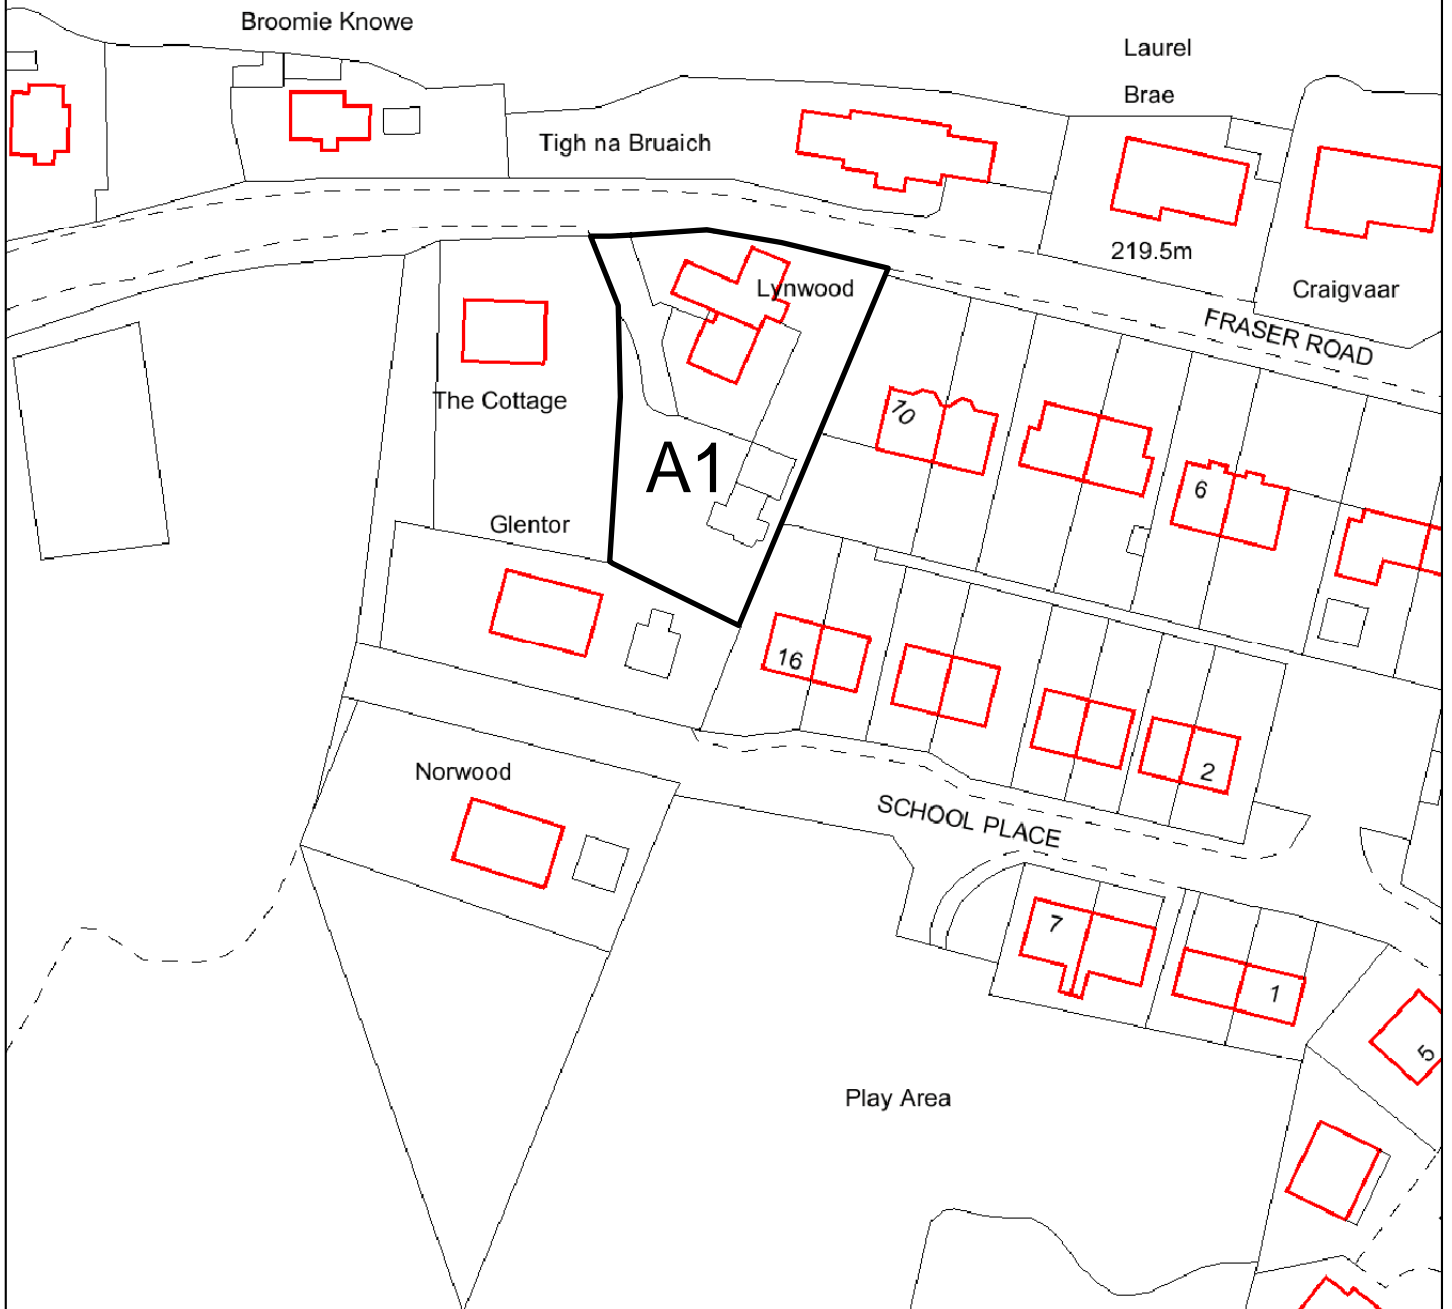 Broomie Knowe
Laurel
Brae
Tigh na Bruaich
219.5m
Lynwood
Craigvaar
FRASER ROAD
The Cottage
10
A1
6
Glentor
16
Norwood
2
SCHOOL PLACE
7
1
5
Play Area